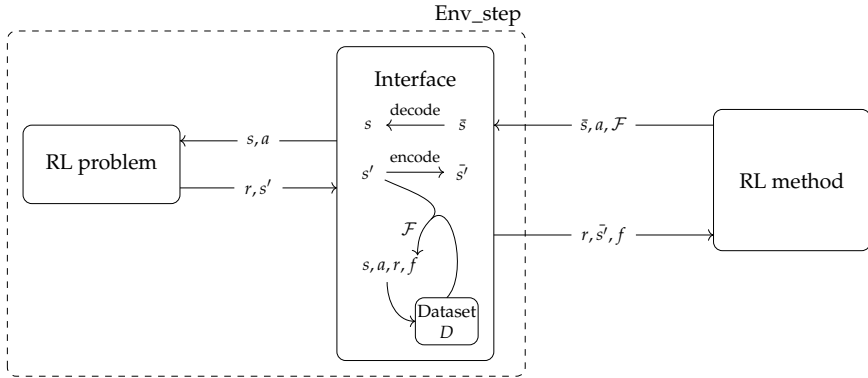 Env_step
Interface
s decode s̄
s, a
s̄, a, ℱ
RL problem
RL method
s′ encode s̄′
r, s′
ℱ
r, s̄′, f
s, a, r, f
Dataset
D